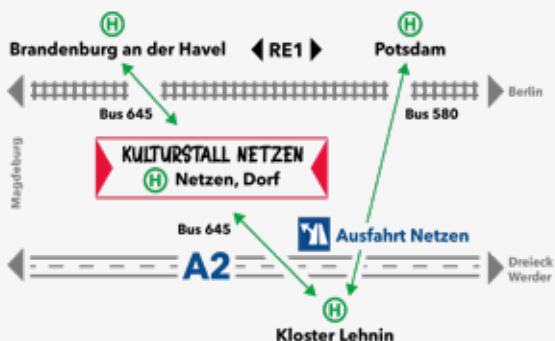 H
H
Brandenburg an der Havel
RE1
Potsdam
Berlin
Bus 645
Bus 580
Magdeburg
KULTURSTALL NETZEN
H Netzen, Dorf
Bus 645
Ausfahrt Netzen
A2
Dreieck
Werder
H
Kloster Lehnin